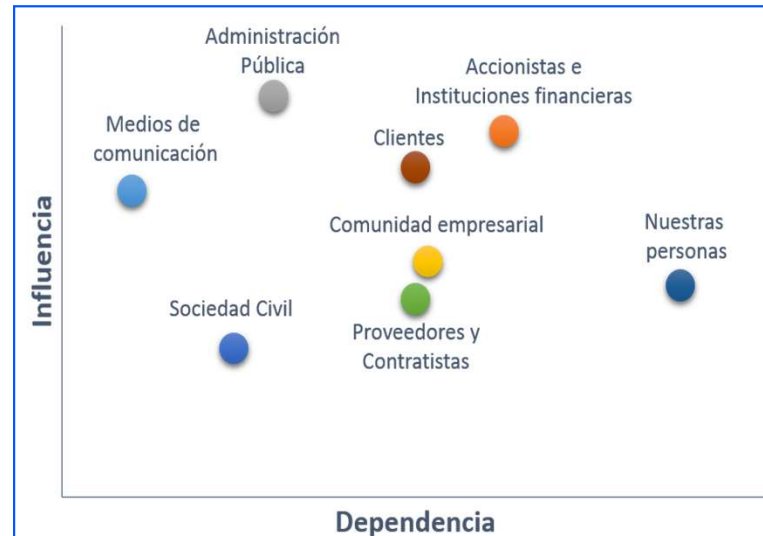 Administración
Pública
Accionistas e
Instituciones financieras
Medios de
comunicación
Clientes
Comunidad empresarial
Nuestras
personas
Sociedad Civil
Proveedores y
Contratistas
Influencia
Dependencia